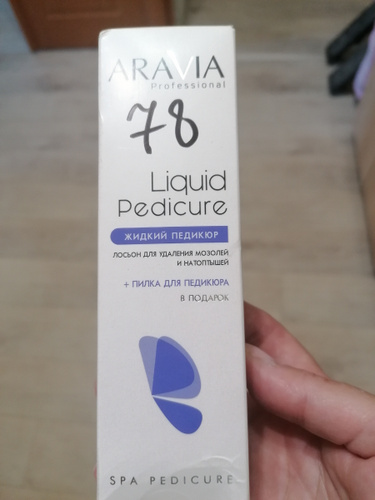 ARAVIA
Professional
78
Liquid
Pedicure
ЖИДКИЙ ПЕДИКЮР
ЛОСЬОН ДЛЯ УДАЛЕНИЯ МОЗОЛЕЙ
И НАТОПТЫШЕЙ
+ ПИЛКА ДЛЯ ПЕДИКЮРА
В ПОДАРОК
SPA PEDICURE